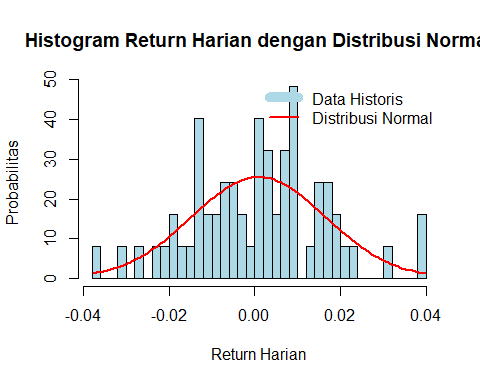 Histogram Return Harian dengan Distribusi Norma
Probabilitas
50
40
30
20
10
0
Data Historis
Distribusi Normal
-0.04 -0.02 0.00 0.02 0.04
Return Harian